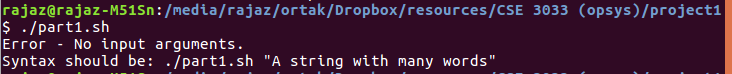 rajaz@rajaz-M51Sn:/media/rajaz/ortak/Dropbox/resources/CSE 3033 (opsys)/project1
$ ./part1.sh
Error - No input arguments.
Syntax should be: ./part1.sh "A string with many words"